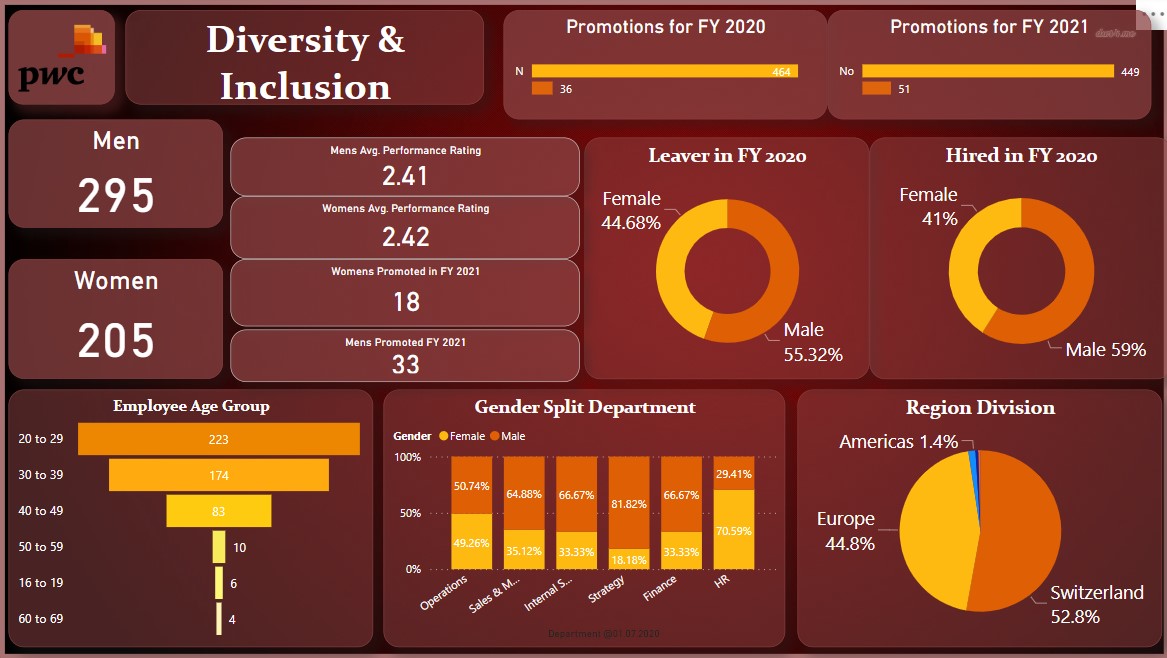 pwc
Diversity &
Inclusion
Promotions for FY 2020
N
464
36
Promotions for FY 2021
No
449
51
Men
295
Women
205
Mens Avg. Performance Rating
2.41
Womens Avg. Performance Rating
2.42
Womens Promoted in FY 2021
18
Mens Promoted FY 2021
33
Leaver in FY 2020
Female
44.68%
Male
55.32%
Hired in FY 2020
Female
41%
Male 59%
Employee Age Group
20 to 29
223
30 to 39
174
40 to 49
83
50 to 59
10
16 to 19
6
60 to 69
4
Gender Split Department
Gender Female Male
100%
50%
0%
50.74%
64.88%
66.67%
81.82%
66.67%
29.41%
49.26%
35.12%
33.33%
18.18%
33.33%
70.59%
Operations
Sales & M...
Internal S...
Strategy
Finance
HR
Department @01.07.2020
Region Division
Americas 1.4%
Europe
44.8%
Switzerland
52.8%